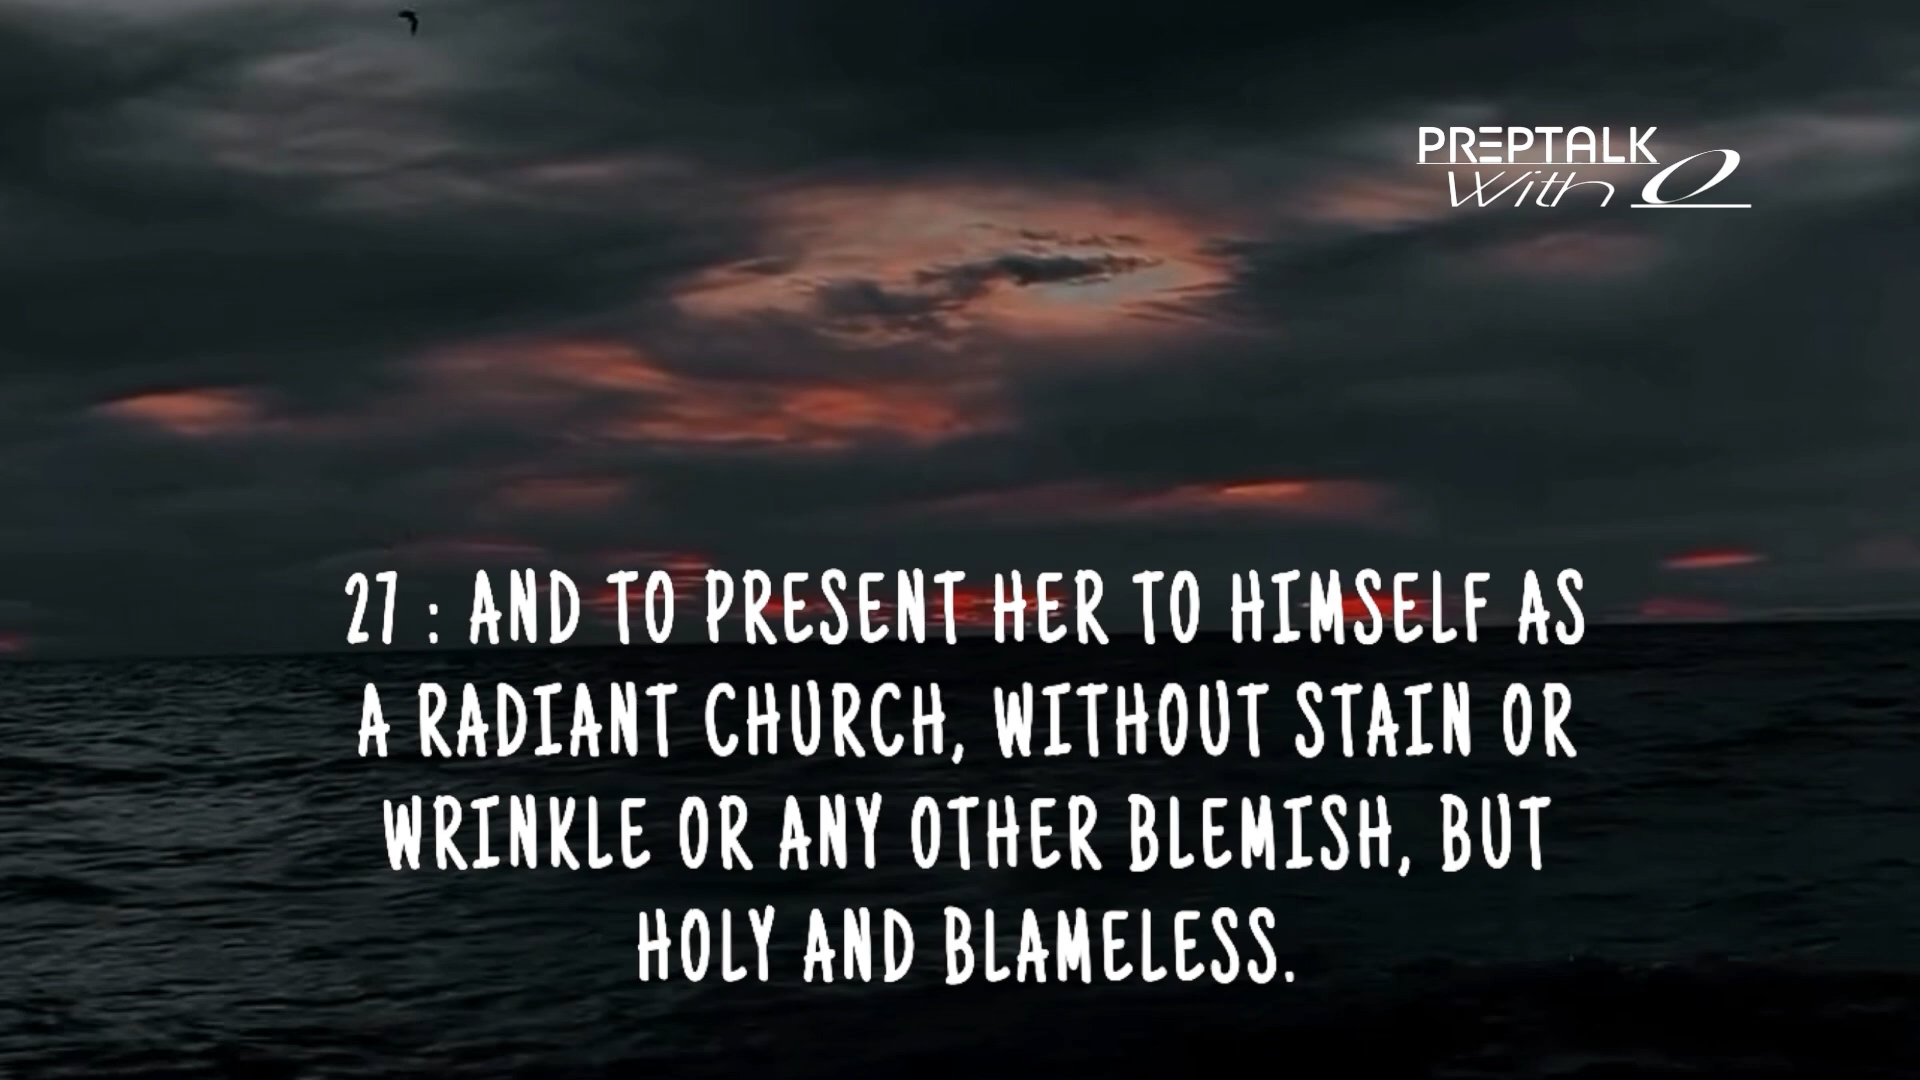 PREPTALK
With Q
27 : AND TO PRESENT HER TO HIMSELF AS
A RADIANT CHURCH, WITHOUT STAIN OR
WRINKLE OR ANY OTHER BLEMISH, BUT
HOLY AND BLAMELESS.